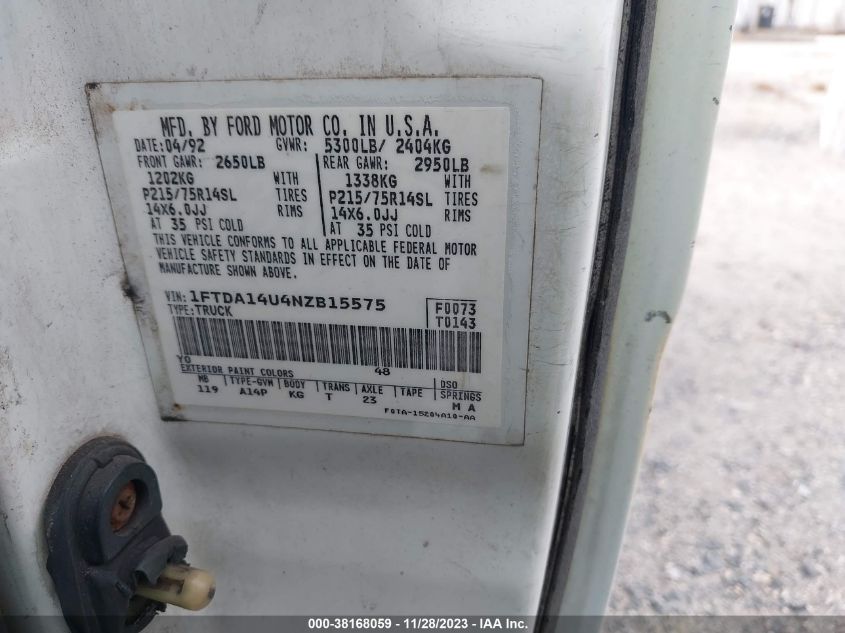 MFD. BY FORD MOTOR CO. IN U.S.A.
DATE: 04/92 GVWR: 5300LB/ 2404KG
FRONT GAWR: 2650LB REAR GAWR: 2950LB
1202KG WITH 1338KG WITH
P215/75R14SL TIRES P215/75R14SL TIRES
14X6.0JJ RIMS 14X6.0JJ RIMS
AT 35 PSI COLD AT 35 PSI COLD
THIS VEHICLE CONFORMS TO ALL APPLICABLE FEDERAL MOTOR
VEHICLE SAFETY STANDARDS IN EFFECT ON THE DATE OF
MANUFACTURE SHOWN ABOVE.
VIN: 1FTDA14U4NZB15575 F0073
TYPE: TRUCK T0143
YO 48
EXTERIOR PAINT COLORS DSO
WB TYPE-GVW BODY TRANS AXLE TAPE SPRINGS
119 A14P KG T 23 M A
F0TA-15204A10-AA
000-38168059 | 11/28/2023 - IAA Inc.